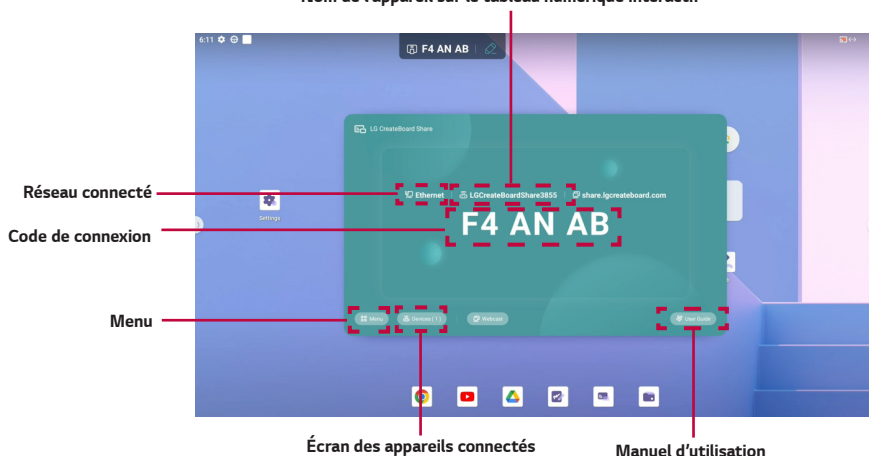 Nom de l'appareil sur le tableau numérique interactif
6:11
F4 AN AB
LG CreateBoard Share
Réseau connecté
Ethernet
LGCreateBoardShare3855
share.lgcreateboard.com
Settings
Code de connexion
F4 AN AB
Menu
Menu
Devices ( 1 )
Webcast
User Guide
Écran des appareils connectés
Manuel d'utilisation